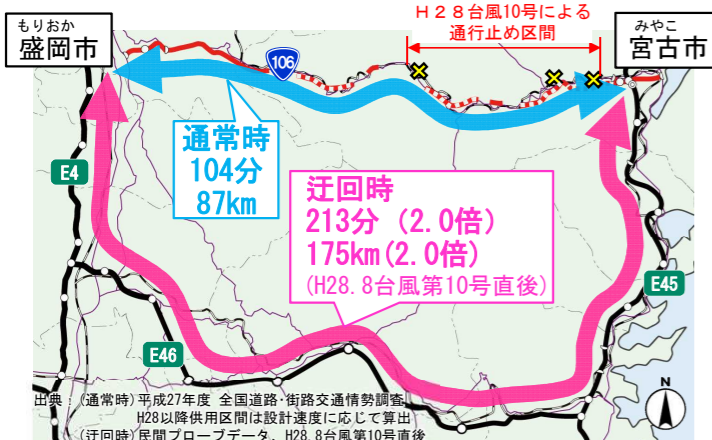 もりおか
盛岡市
H28台風10号による
通行止め区間
みやこ
宮古市
106
通常時
104分
87km
迂回時
213分(2.0倍)
175km(2.0倍)
(H28.8台風第10号直後)
E4
E45
E46
N
出典:(通常時)平成27年度 全国道路・街路交通情勢調査
H28以降供用区間は設計速度に応じて算出
(迂回時)民間プローブデータ、H28.8台風第10号直後